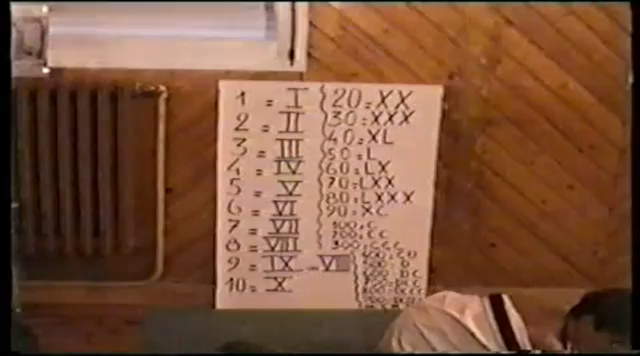 1 = I
2 = II
3 = III
4 = IV
5 = V
6 = VI
7 = VII
8 = VIII
9 = IX - VIIII
10 = X
20 = XX
30 = XXX
40 = XL
50 = L
60 = LX
70 = LXX
80 = LXXX
90 = XC
100 = C
200 = CC
300 = CCC